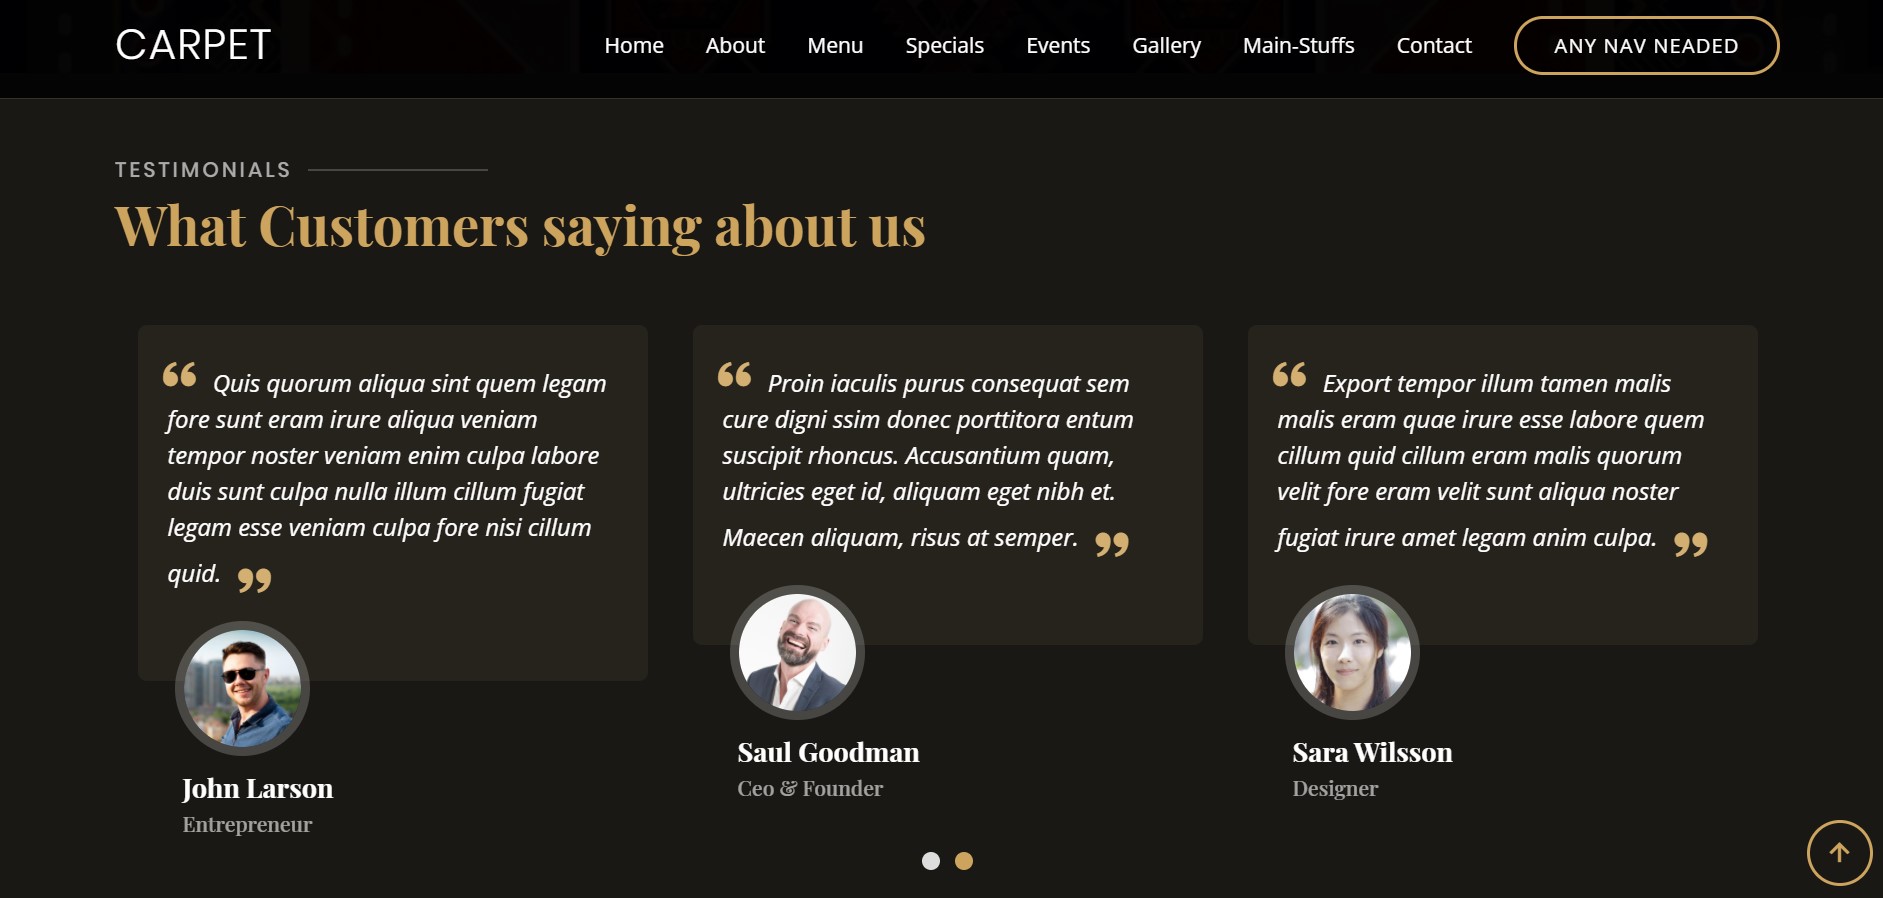 CARPET
Home About Menu Specials Events Gallery Main-Stuffs Contact ANY NAV NEADED
TESTIMONIALS
What Customers saying about us
“ Quis quorum aliqua sint quem legam
fore sunt eram irure aliqua veniam
tempor noster veniam enim culpa labore
duis sunt culpa nulla illum cillum fugiat
legam esse veniam culpa fore nisi cillum
quid. ”
John Larson
Entrepreneur
“ Proin iaculis purus consequat sem
cure digni ssim donec porttitora entum
suscipit rhoncus. Accusantium quam,
ultricies eget id, aliquam eget nibh et.
Maecen aliquam, risus at semper. ”
Saul Goodman
Ceo & Founder
“ Export tempor illum tamen malis
malis eram quae irure esse labore quem
cillum quid cillum eram malis quorum
velit fore eram velit sunt aliqua noster
fugiat irure amet legam anim culpa. ”
Sara Wilsson
Designer